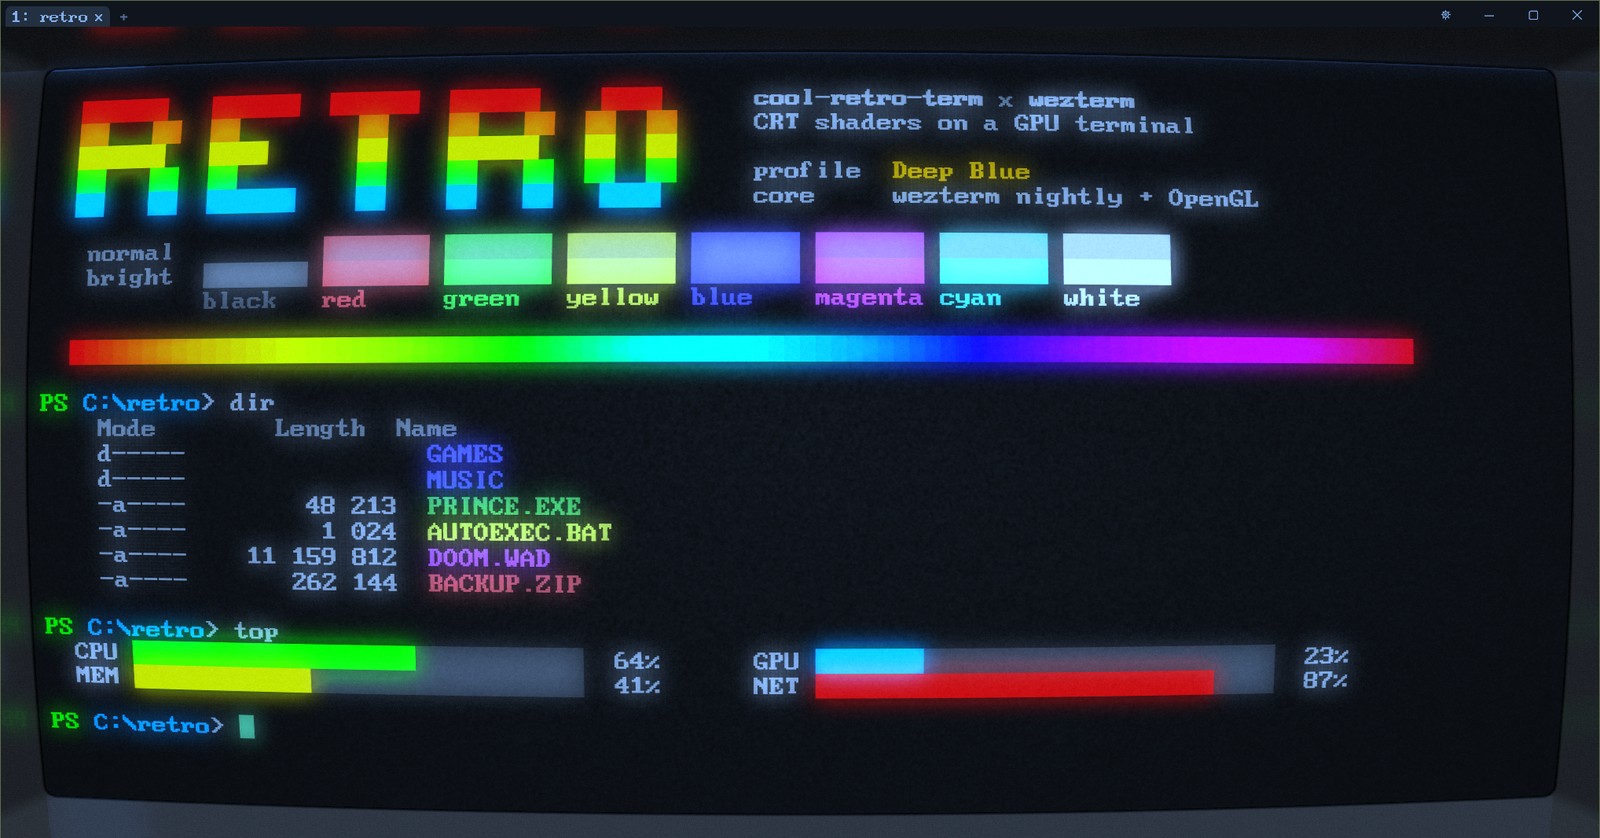 1: retro × +
RETRO
cool-retro-term x wezterm
CRT shaders on a GPU terminal
profile Deep Blue
core wezterm nightly + OpenGL
normal
bright
black red green yellow blue magenta cyan white
PS C:\retro> dir
Mode Length Name
d----- GAMES
d----- MUSIC
-a---- 48 213 PRINCE.EXE
-a---- 1 024 AUTOEXEC.BAT
-a---- 11 159 812 DOOM.WAD
-a---- 262 144 BACKUP.ZIP
PS C:\retro> top
CPU 64% GPU 23%
MEM 41% NET 87%
PS C:\retro>